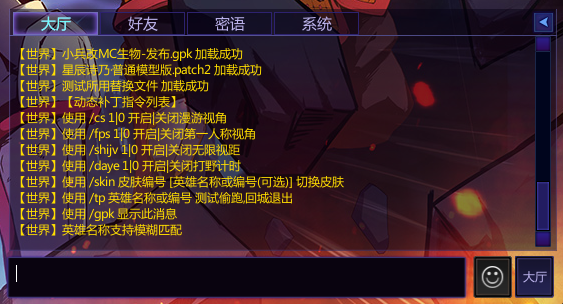 大厅 好友 密语 系统
【世界】小兵改MC生物-发布.gpk 加载成功
【世界】星辰诗乃·普通模型版.patch2 加载成功
【世界】测试所用替换文件 加载成功
【世界】【动态补丁指令列表】
【世界】使用 /cs 1|0 开启|关闭漫游视角
【世界】使用 /fps 1|0 开启|关闭第一人称视角
【世界】使用 /shijv 1|0 开启|关闭无限视距
【世界】使用 /daye 1|0 开启|关闭打野计时
【世界】使用 /skin 皮肤编号 [英雄名称或编号(可选)] 切换皮肤
【世界】使用 /tp 英雄名称或编号 测试偷跑,回城退出
【世界】使用 /gpk 显示此消息
【世界】英雄名称支持模糊匹配
大厅